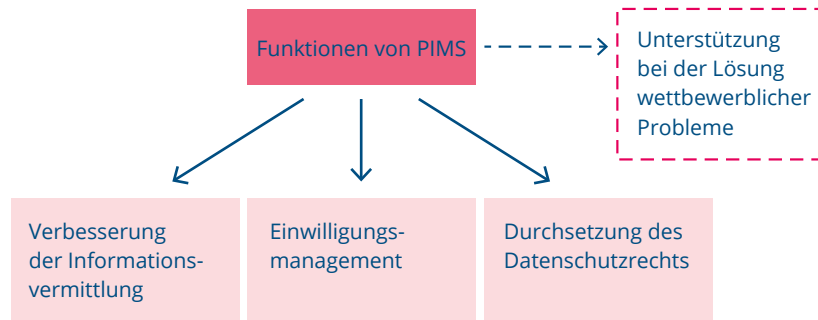 Funktionen von PIMS
Unterstützung
bei der Lösung
wettbewerblicher
Probleme
Verbesserung
der Informations-
vermittlung
Einwilligungs-
management
Durchsetzung des
Datenschutzrechts